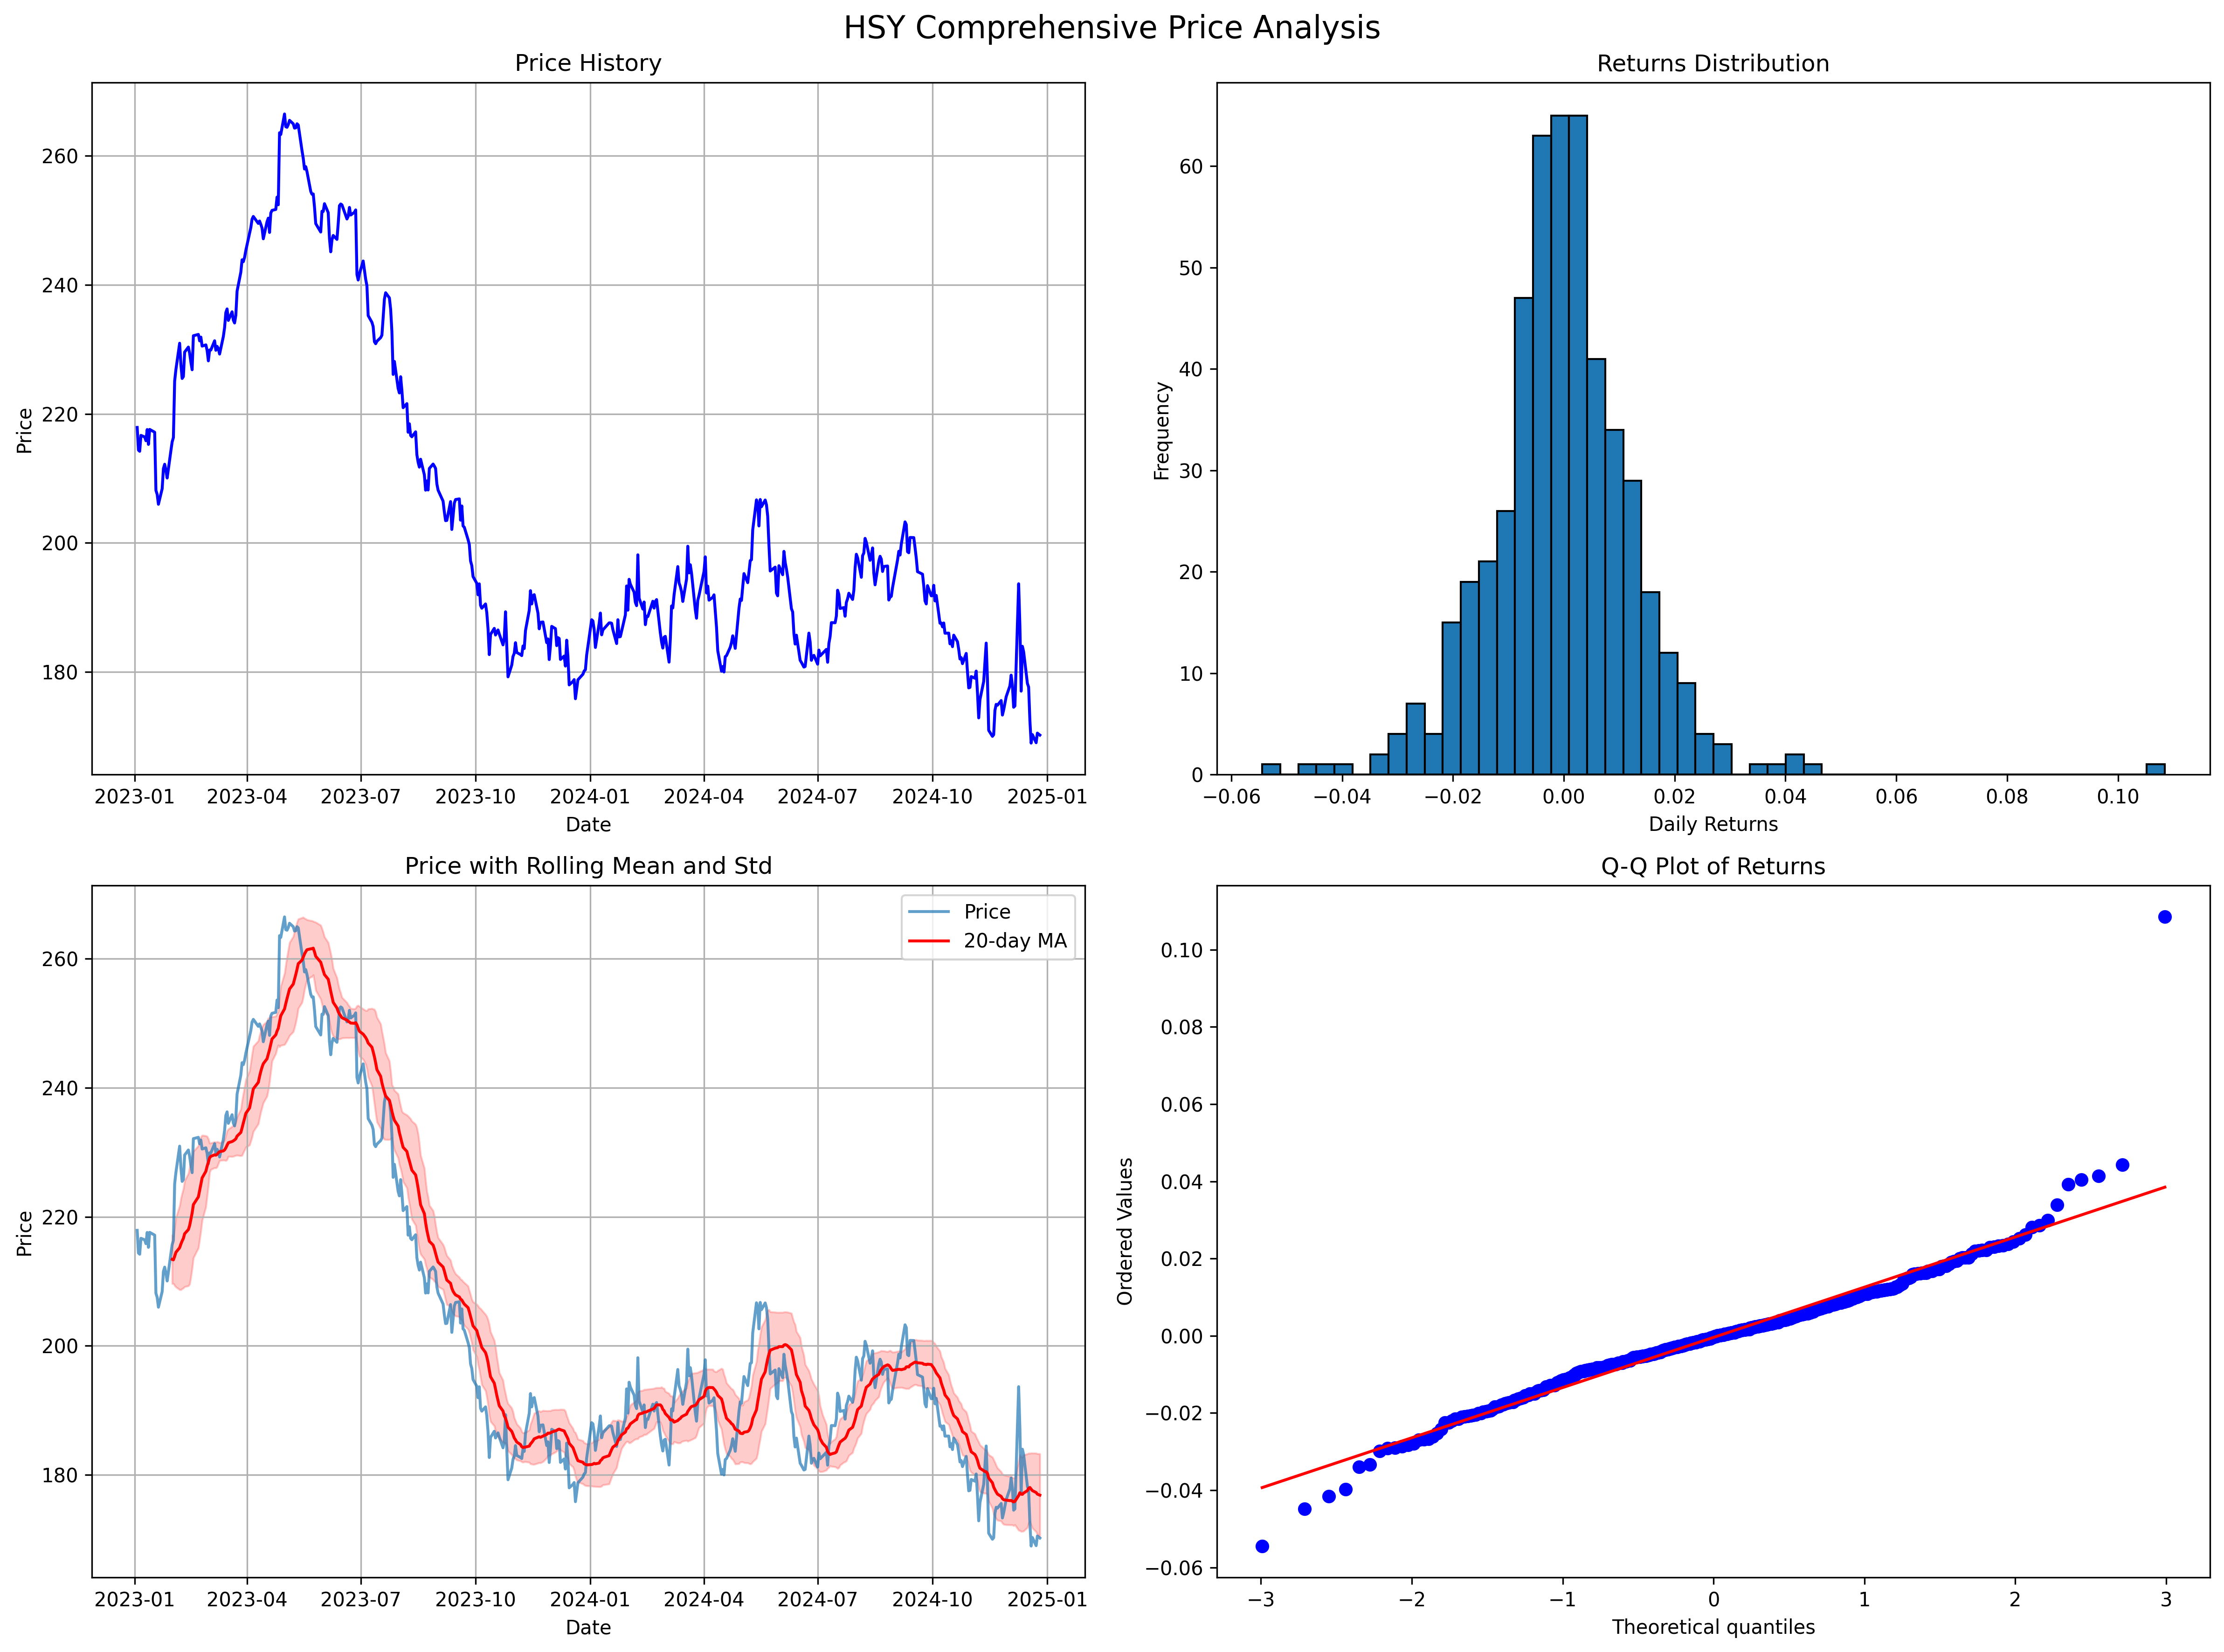 HSY Comprehensive Price Analysis
Price History
Price
260
240
220
200
180
2023-01 2023-04 2023-07 2023-10 2024-01 2024-04 2024-07 2024-10 2025-01
Date
Returns Distribution
Frequency
60
50
40
30
20
10
0
−0.06 −0.04 −0.02 0.00 0.02 0.04 0.06 0.08 0.10
Daily Returns
Price with Rolling Mean and Std
Price
20-day MA
Price
260
240
220
200
180
2023-01 2023-04 2023-07 2023-10 2024-01 2024-04 2024-07 2024-10 2025-01
Date
Q-Q Plot of Returns
Ordered Values
0.10
0.08
0.06
0.04
0.02
0.00
−0.02
−0.04
−0.06
−3 −2 −1 0 1 2 3
Theoretical quantiles